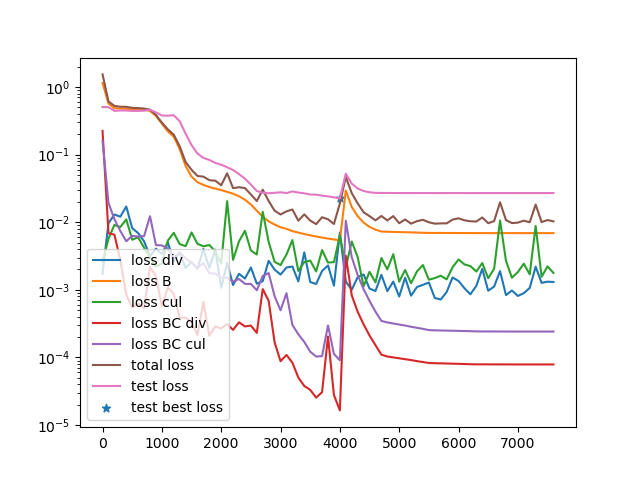 10⁰
10⁻¹
10⁻²
10⁻³
10⁻⁴
10⁻⁵
loss div
loss B
loss cul
loss BC div
loss BC cul
total loss
test loss
test best loss
0 1000 2000 3000 4000 5000 6000 7000